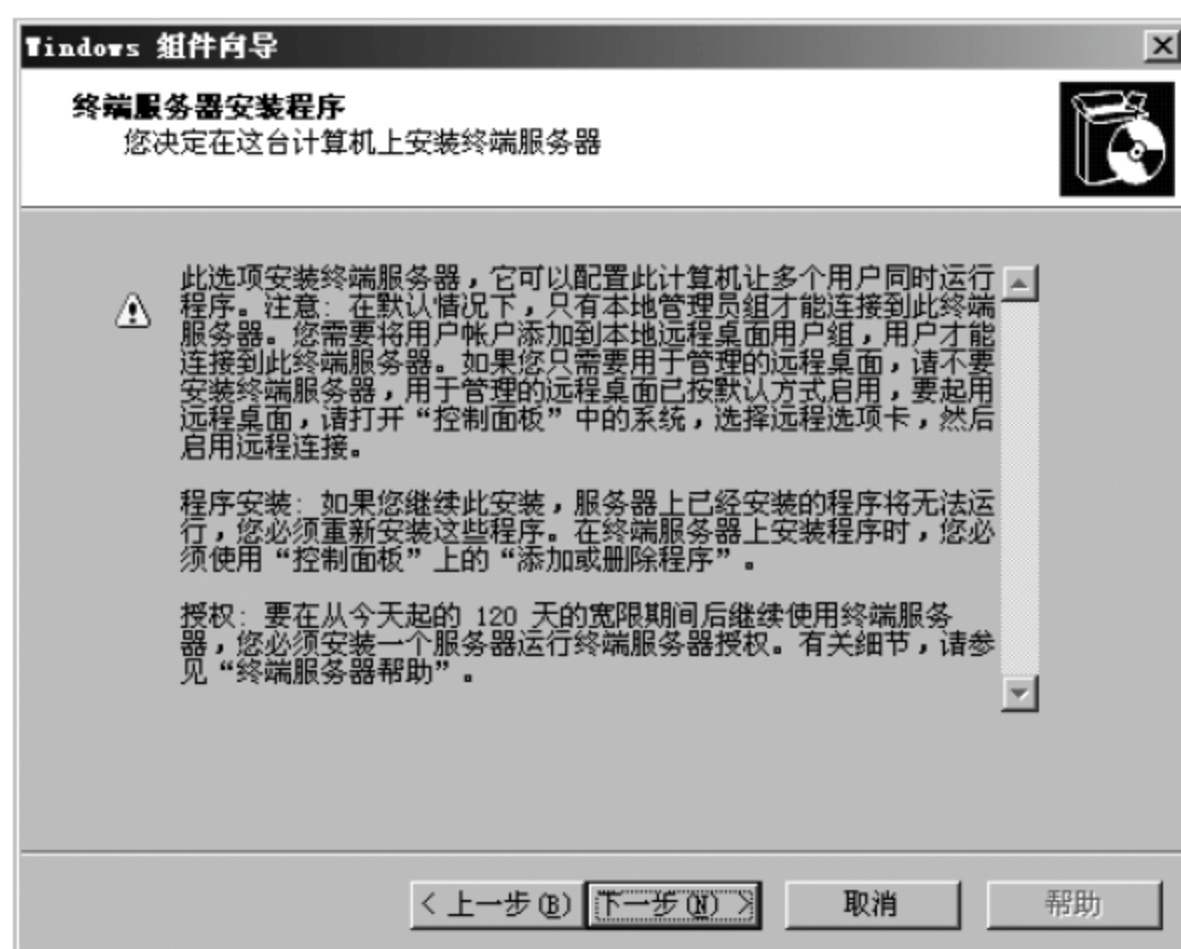 Windows 组件向导
终端服务器安装程序
您决定在这台计算机上安装终端服务器
此选项安装终端服务器，它可以配置此计算机让多个用户同时运行
程序。注意: 在默认情况下，只有本地管理员组才能连接到此终端
服务器。您需要将用户帐户添加到本地远程桌面用户组，用户才能
连接到此终端服务器。如果您只需要用于管理的远程桌面，请不要
安装终端服务器，用于管理的远程桌面已按默认方式启用，要起用
远程桌面，请打开“控制面板”中的系统，选择远程选项卡，然后
启用远程连接。
程序安装: 如果您继续此安装，服务器上已经安装的程序将无法运
行，您必须重新安装这些程序。在终端服务器上安装程序时，您必
须使用“控制面板”上的“添加或删除程序”。
授权: 要在从今天起的 120 天的宽限期间后继续使用终端服务
器，您必须安装一个服务器运行终端服务器授权。有关细节，请参
见“终端服务器帮助”。
< 上一步(B) 下一步(N) > 取消 帮助